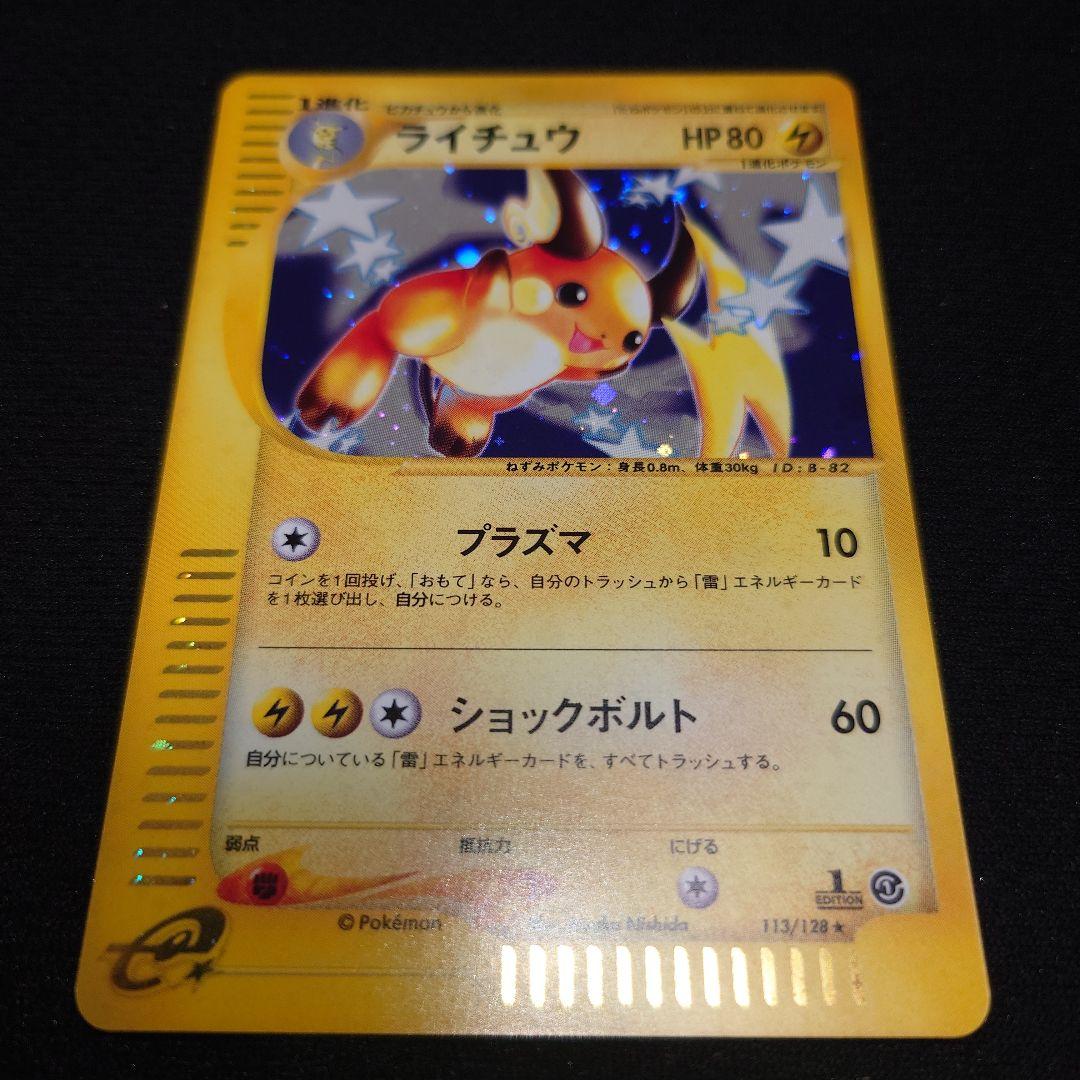 1進化
ピカチュウから進化
ライチュウ
HP80
1進化ポケモン
ねずみポケモン：身長0.8m、体重30kg ID:B-82
プラズマ 10
コインを1回投げ、「おもて」なら、自分のトラッシュから「雷」エネルギーカード
を1枚選び出し、自分につける。
ショックボルト 60
自分についている「雷」エネルギーカードを、すべてトラッシュする。
弱点 抵抗力 にげる
1
EDITION
© Pokémon Nishida 113/128 ★